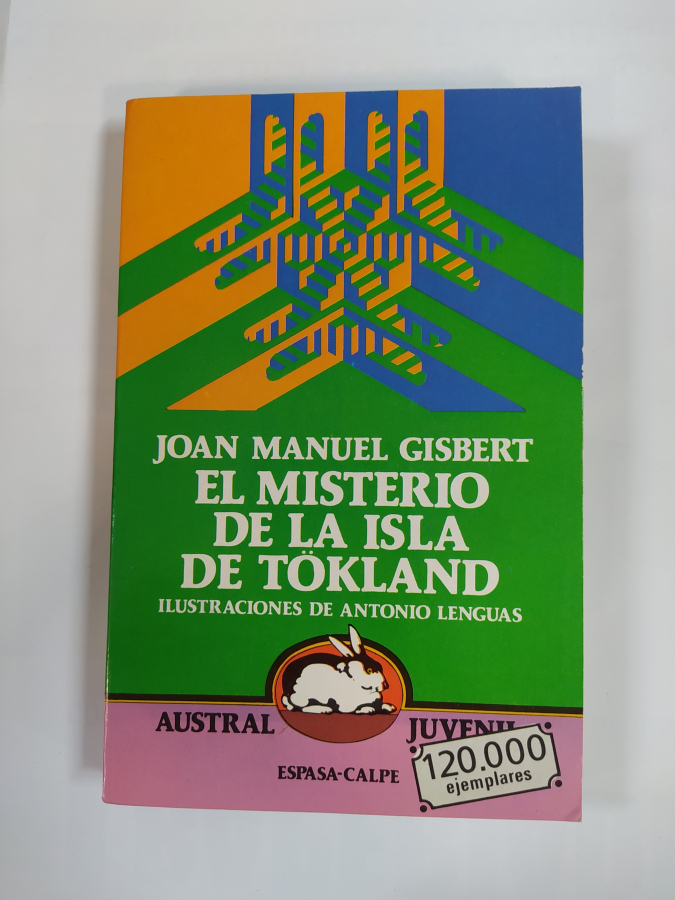 JOAN MANUEL GISBERT
EL MISTERIO
DE LA ISLA
DE TÖKLAND
ILUSTRACIONES DE ANTONIO LENGUAS
AUSTRAL JUVENIL
ESPASA-CALPE
120.000
ejemplares